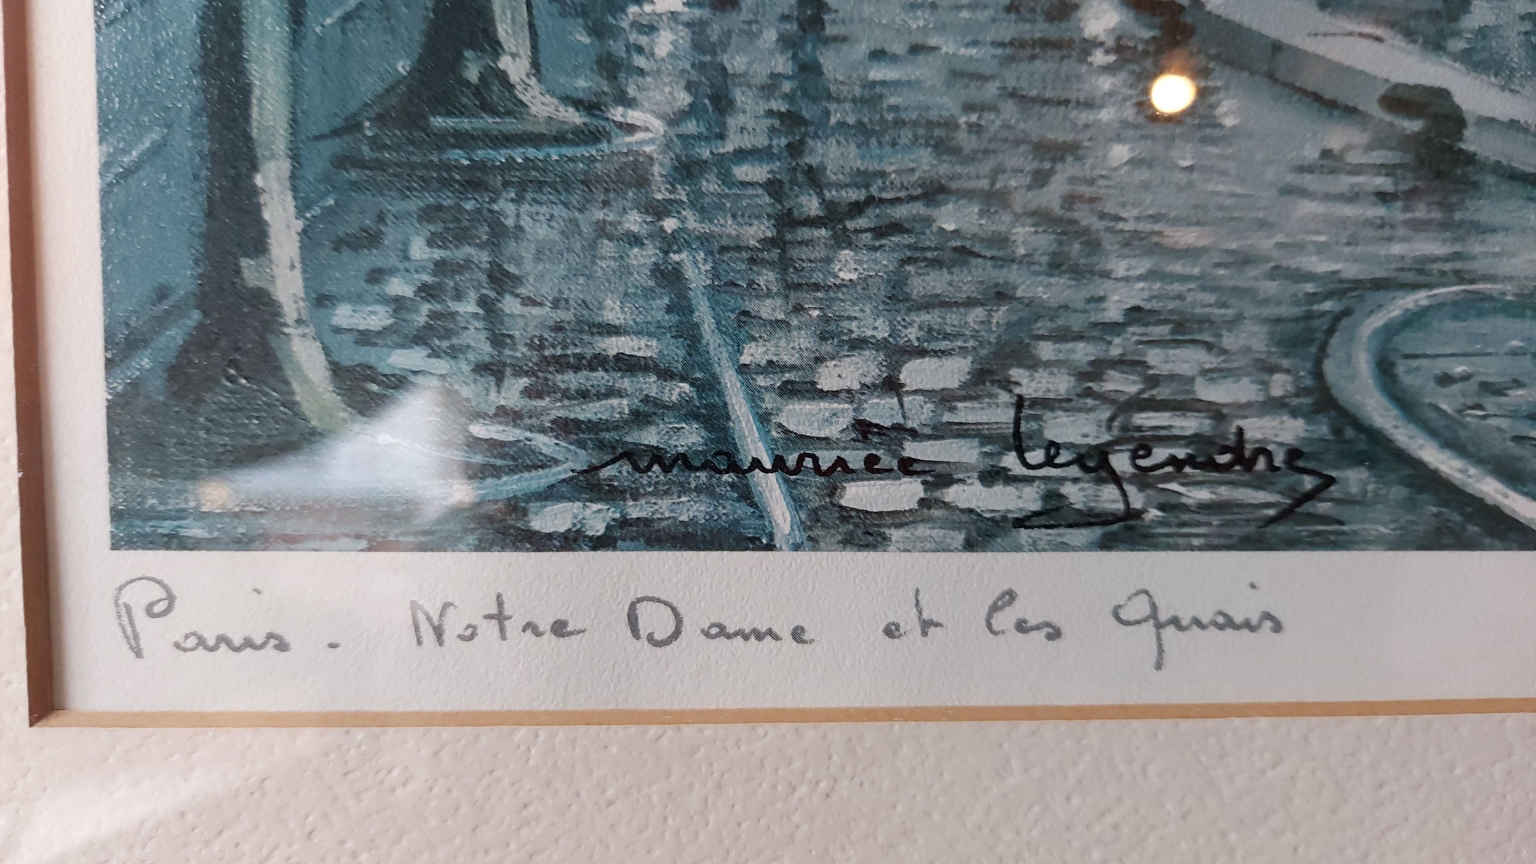 maurice legendre
Paris. Notre Dame et les Quais